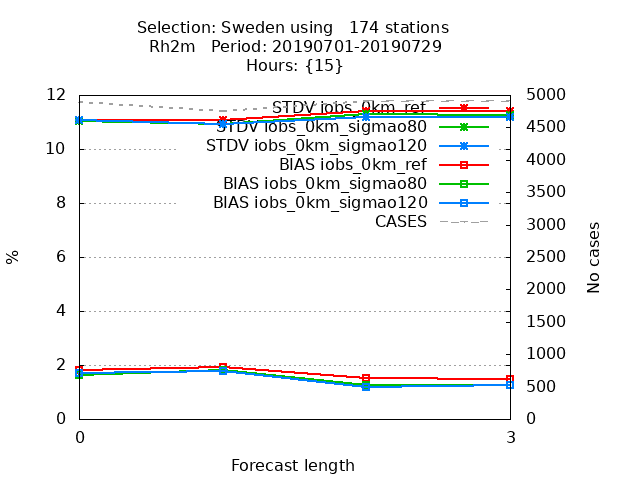 Selection: Sweden using   174 stations
Rh2m   Period: 20190701-20190729
Hours: {15}
12 5000
STDV iobs_0km_ref
4500
STDV iobs_0km_sigmao80
10 STDV iobs_0km_sigmao120
4000
BIAS iobs_0km_ref
BIAS iobs_0km_sigmao80
3500
8 BIAS iobs_0km_sigmao120
3000
CASES
% 6 2500 No cases
2000
4
1500
1000
2
500
0 0
0 3
Forecast length